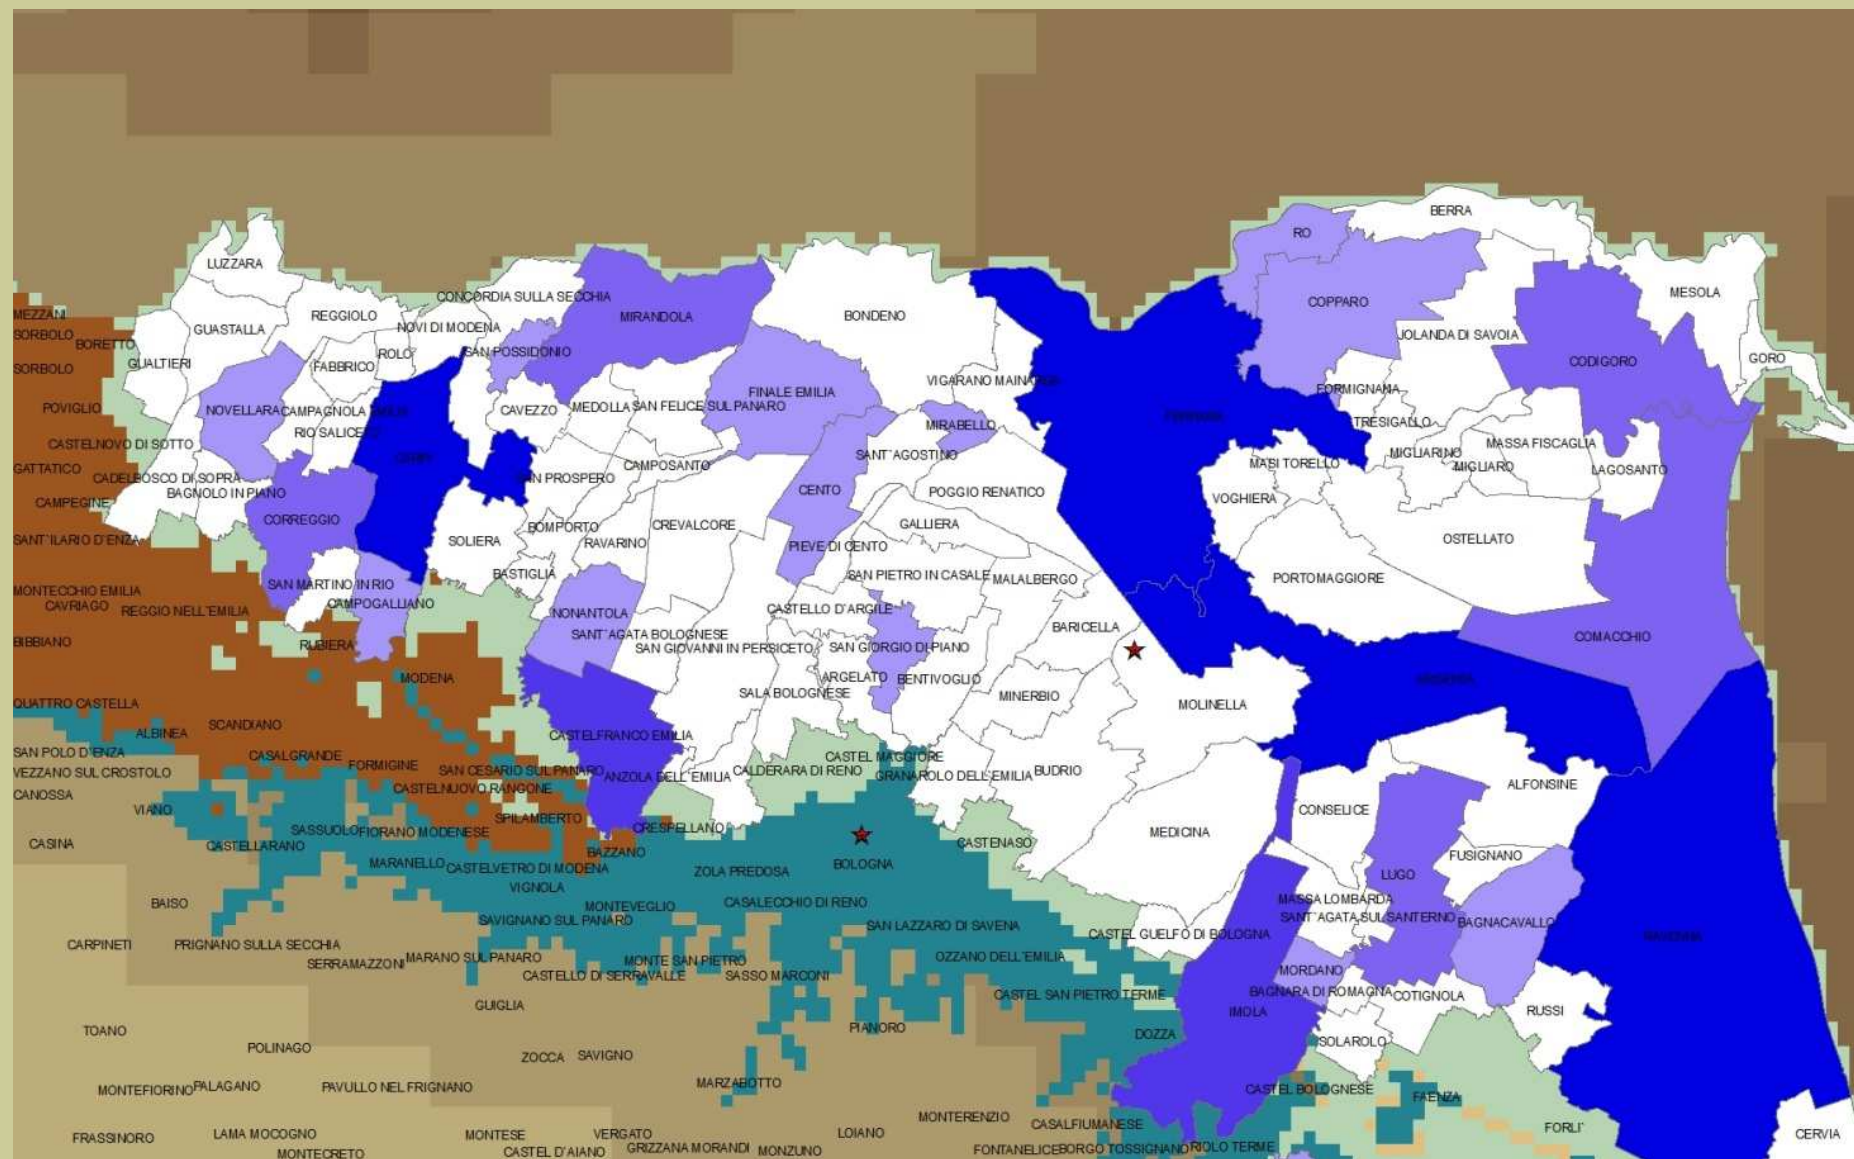 BERRA
RO
LUZZARA
MESOLA
CONCORDIA SULLA SECCHIA
COPPARO
MEZZANI
REGGIOLO
MIRANDOLA
BONDENO
SORBOLO
GUASTALLA
NOVI DI MODENA
JOLANDA DI SAVOIA
BORETTO
ROLO
SAN POSSIDONIO
GORO
GUALTIERI
FABBRICO
CODIGORO
SORBOLO
VIGARANO MAINARDA
FINALE EMILIA
FORMIGNANA
POVIGLIO
NOVELLARA
CAMPAGNOLA EMILIA
CAVEZZO
MEDOLLA
SAN FELICE SUL PANARO
FERRARA
MIRABELLO
TRESIGALLO
RIO SALICETO
CASTELNOVO DI SOTTO
MASSA FISCAGLIA
SANT'AGOSTINO
MIGLIARINO
CARPI
GATTATICO
CAMPOSANTO
MASI TORELLO
MIGLIARO
LAGOSANTO
CADELBOSCO DI SOPRA
SAN PROSPERO
BAGNOLO IN PIANO
CENTO
POGGIO RENATICO
VOGHIERA
CAMPEGINE
CORREGGIO
BOMPORTO
CREVALCORE
GALLIERA
SANT'ILARIO D'ENZA
SOLIERA
RAVARINO
PIEVE DI CENTO
OSTELLATO
BASTIGLIA
SAN PIETRO IN CASALE
MALALBERGO
PORTOMAGGIORE
MONTECCHIO EMILIA
SAN MARTINO IN RIO
CAVRIAGO
REGGIO NELL'EMILIA
CAMPOGALLIANO
NONANTOLA
CASTELLO D'ARGILE
BARICELLA
BIBBIANO
RUBIERA
SANT'AGATA BOLOGNESE
SAN GIOVANNI IN PERSICETO
SAN GIORGIO DI PIANO
COMACCHIO
MODENA
ARGELATO
BENTIVOGLIO
ARGENTA
SALA BOLOGNESE
MINERBIO
QUATTRO CASTELLA
MOLINELLA
SCANDIANO
ALBINEA
CASTELFRANCO EMILIA
SAN POLO D'ENZA
CASALGRANDE
CASTEL MAGGIORE
FORMIGINE
SAN CESARIO SUL PANARO
ANZOLA DELL'EMILIA
CALDERARA DI RENO
GRANAROLO DELL'EMILIA
BUDRIO
VEZZANO SUL CROSTOLO
CASTELNUOVO RANGONE
ALFONSINE
CANOSSA
VIANO
CONSELICE
SPILAMBERTO
SASSUOLO
FIORANO MODENESE
CRESPELLANO
MEDICINA
CASINA
CASTELLARANO
CASTENASO
BAZZANO
FUSIGNANO
MARANELLO
CASTELVETRO DI MODENA
ZOLA PREDOSA
BOLOGNA
LUGO
VIGNOLA
BAISO
MONTEVEGLIO
CASALECCHIO DI RENO
MASSA LOMBARDA
SAVIGNANO SUL PANARO
SANT'AGATA SUL SANTERNO
BAGNACAVALLO
SAN LAZZARO DI SAVENA
CASTEL GUELFO DI BOLOGNA
RAVENNA
CARPINETI
PRIGNANO SULLA SECCHIA
MARANO SUL PANARO
SERRAMAZZONI
MONTE SAN PIETRO
OZZANO DELL'EMILIA
CASTELLO DI SERRAVALLE
SASSO MARCONI
MORDANO
CASTEL SAN PIETRO TERME
BAGNARA DI ROMAGNA
COTIGNOLA
GUIGLIA
IMOLA
RUSSI
TOANO
PIANORO
DOZZA
POLINAGO
ZOCCA
SAVIGNO
SOLAROLO
MONTEFIORINO
PALAGANO
PAVULLO NEL FRIGNANO
MARZABOTTO
CASTEL BOLOGNESE
FAENZA
MONTERENZIO
CASALFIUMANESE
FRASSINORO
LAMA MOCOGNO
MONTESE
VERGATO
LOIANO
FORLI'
CERVIA
MONTECRETO
CASTEL D'AIANO
GRIZZANA MORANDI
MONZUNO
FONTANELICE
BORGO TOSSIGNANO
RIOLO TERME